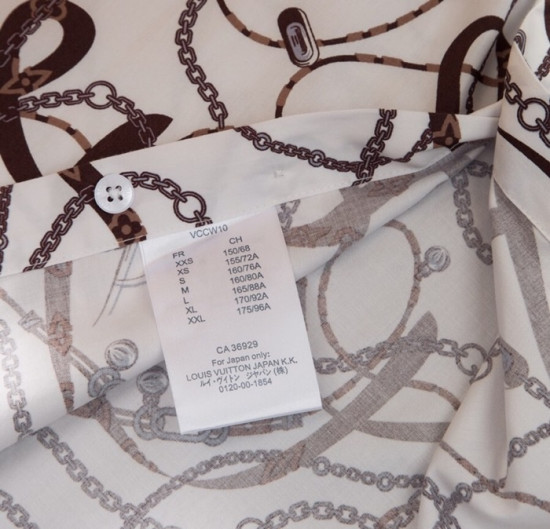 VCCW10
FR CH
XXS 150/68
XS 155/72A
S 160/76A
M 160/80A
L 165/88A
XL 170/92A
XXL 175/96A
CA 36929
For Japan only:
LOUIS VUITTON JAPAN K.K.
ルイ・ヴィトン ジャパン (株)
0120-00-1854